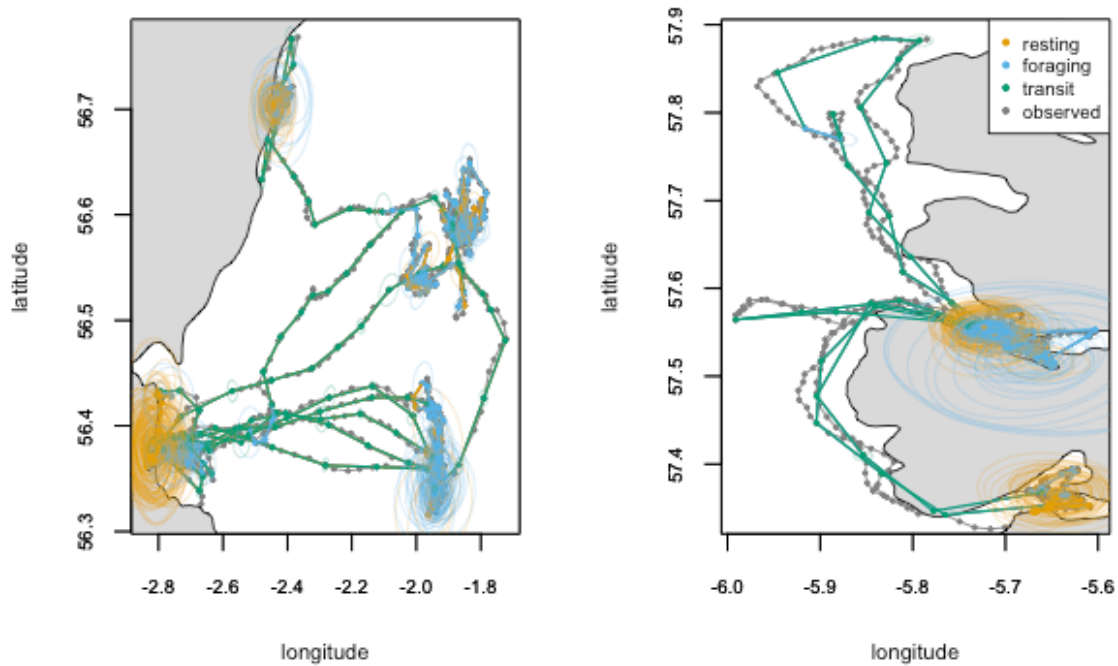 56.7
56.6
56.5
56.4
56.3
latitude
-2.8
-2.6
-2.4
-2.2
-2.0
-1.8
longitude
57.9
57.8
57.7
57.6
57.5
57.4
latitude
resting
foraging
transit
observed
-6.0
-5.9
-5.8
-5.7
-5.6
longitude